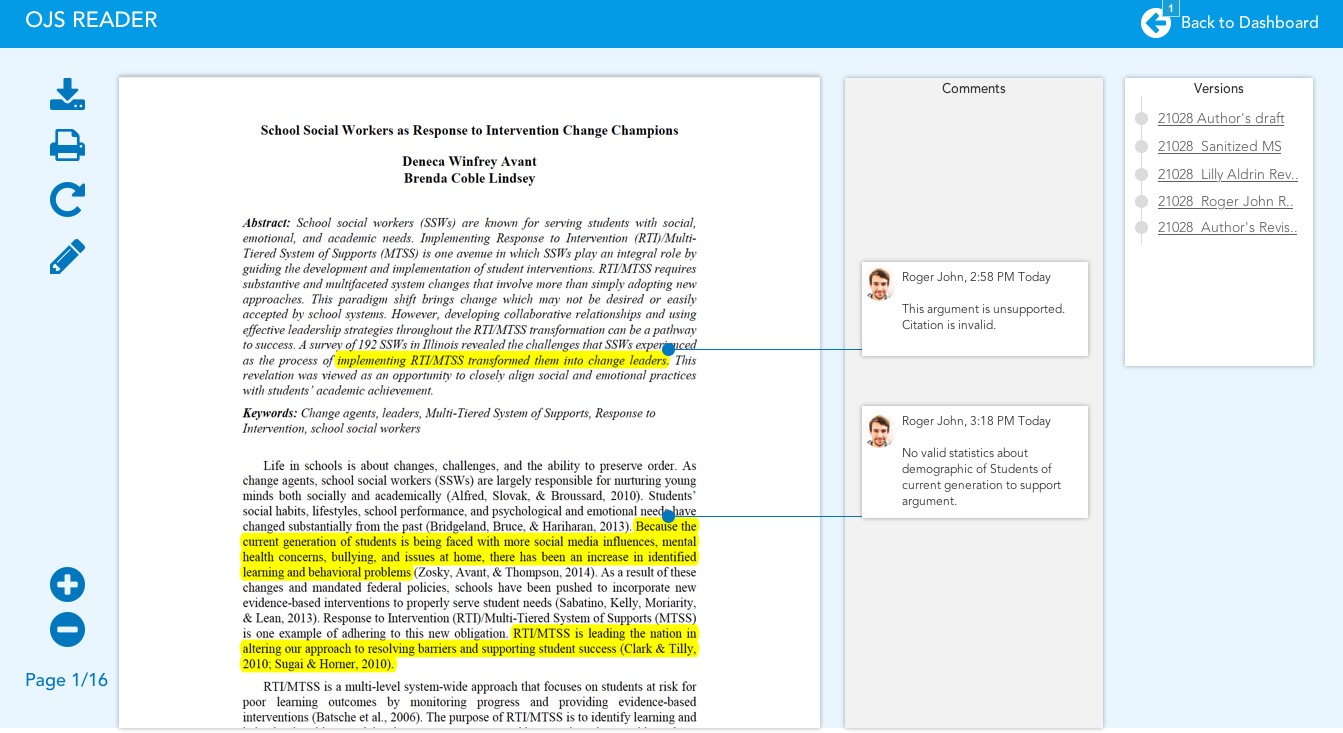 OJS READER
1
Back to Dashboard
School Social Workers as Response to Intervention Change Champions
Deneca Winfrey Avant
Brenda Coble Lindsey
Abstract: School social workers (SSWs) are known for serving students with social,
emotional, and academic needs. Implementing Response to Intervention (RTI)/Multi-
Tiered System of Supports (MTSS) is one avenue in which SSWs play an integral role by
guiding the development and implementation of student interventions. RTI/MTSS requires
substantive and multifaceted system changes that involve more than simply adopting new
approaches. This paradigm shift brings change which may not be desired or easily
accepted by school systems. However, developing collaborative relationships and using
effective leadership strategies throughout the RTI/MTSS transformation can be a pathway
to success. A survey of 192 SSWs in Illinois revealed the challenges that SSWs experienced
as the process of implementing RTI/MTSS transformed them into change leaders. This
revelation was viewed as an opportunity to closely align social and emotional practices
with students' academic achievement.
Keywords: Change agents, leaders, Multi-Tiered System of Supports, Response to
Intervention, school social workers
Life in schools is about changes, challenges, and the ability to preserve order. As
change agents, school social workers (SSWs) are largely responsible for nurturing young
minds both socially and academically (Alfred, Slovak, & Broussard, 2010). Students'
social habits, lifestyles, school performance, and psychological and emotional needs have
changed substantially from the past (Bridgeland, Bruce, & Hariharan, 2013). Because the
current generation of students is being faced with more social media influences, mental
health concerns, bullying, and issues at home, there has been an increase in identified
learning and behavioral problems (Zosky, Avant, & Thompson, 2014). As a result of these
changes and mandated federal policies, schools have been pushed to incorporate new
evidence-based interventions to properly serve student needs (Sabatino, Kelly, Moriarity,
& Lean, 2013). Response to Intervention (RTI)/Multi-Tiered System of Supports (MTSS)
is one example of adhering to this new obligation. RTI/MTSS is leading the nation in
altering our approach to resolving barriers and supporting student success (Clark & Tilly,
2010; Sugai & Horner, 2010).
RTI/MTSS is a multi-level system-wide approach that focuses on students at risk for
poor learning outcomes by monitoring progress and providing evidence-based
interventions (Batsche et al., 2006). The purpose of RTI/MTSS is to identify learning and
Page 1/16
Comments
Roger John, 2:58 PM Today
This argument is unsupported.
Citation is invalid.
Roger John, 3:18 PM Today
No valid statistics about
demographic of Students of
current generation to support
argument.
Versions
21028 Author's draft
21028 Sanitized MS
21028 Lilly Aldrin Rev..
21028 Roger John R..
21028 Author's Revis..